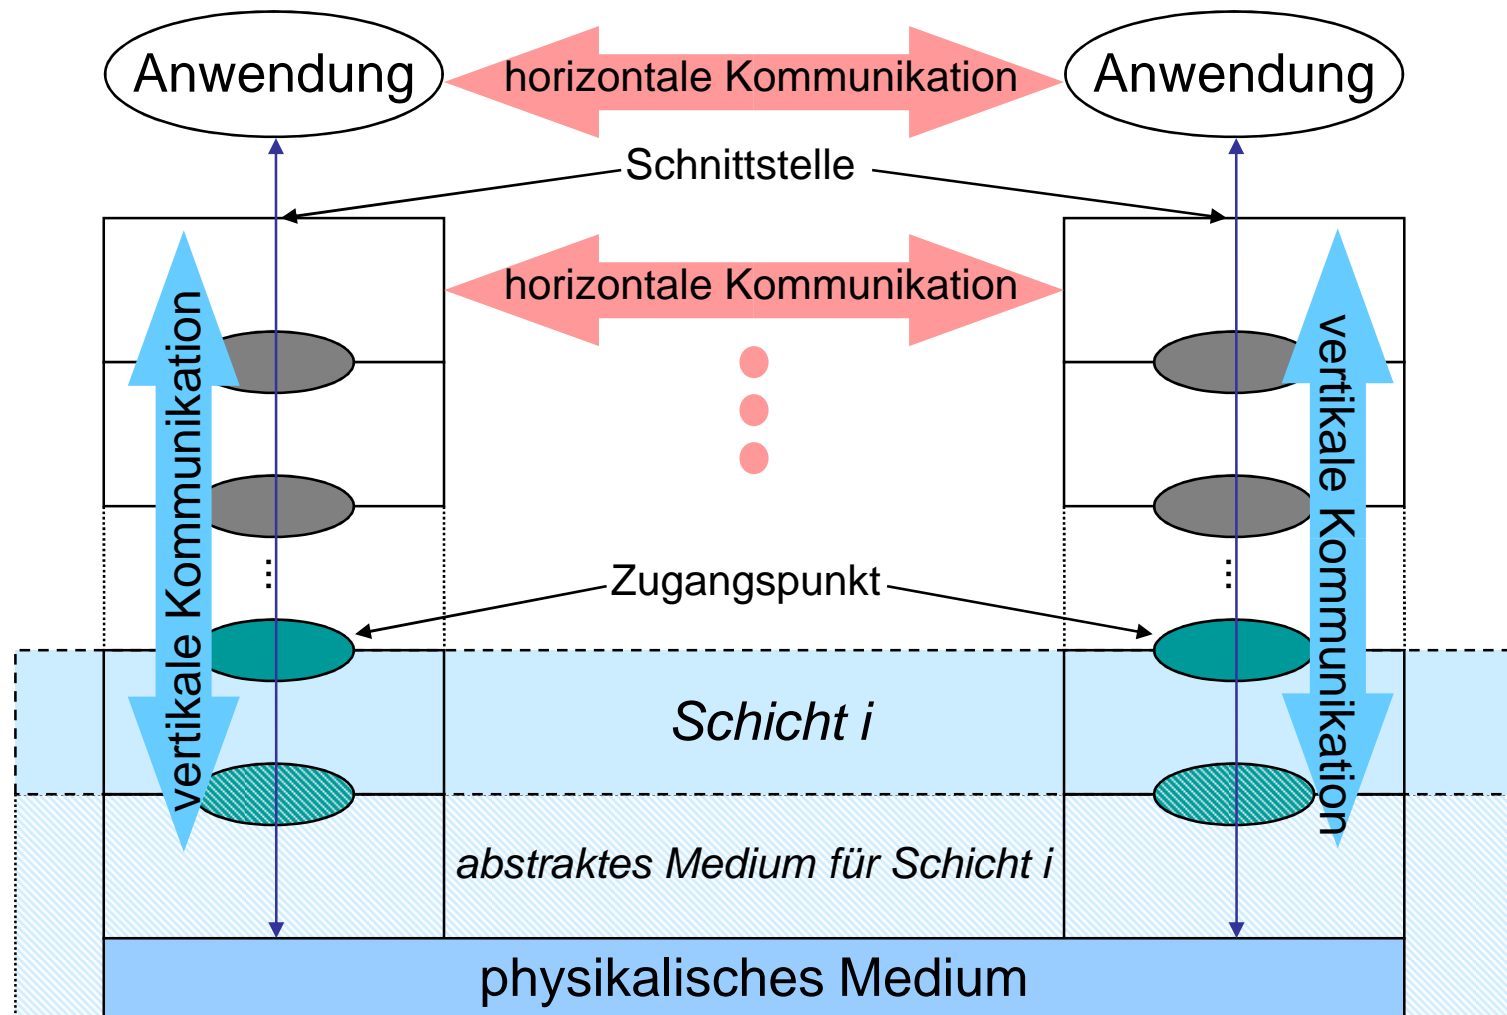 Anwendung
horizontale Kommunikation
Anwendung
Schnittstelle
horizontale Kommunikation
vertikale Kommunikation
vertikale Kommunikation
...
...
Zugangspunkt
Schicht i
abstraktes Medium für Schicht i
physikalisches Medium